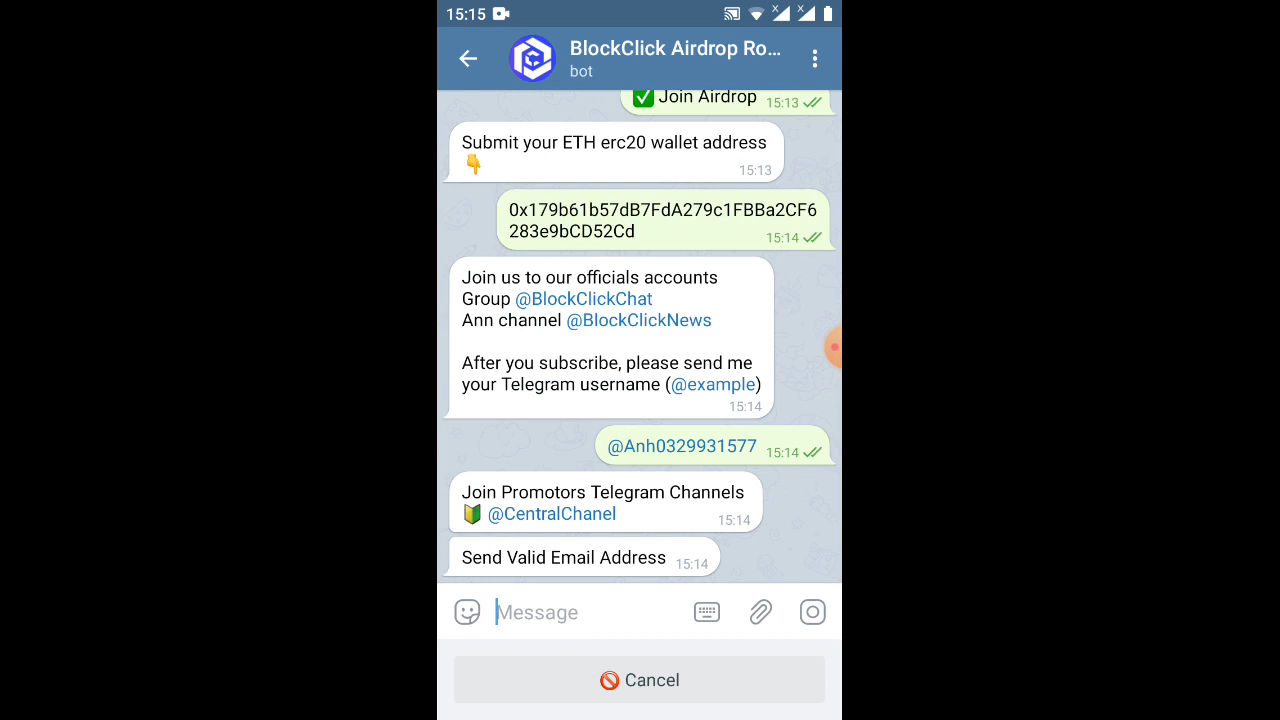 15:15
BlockClick Airdrop Ro...
bot
✅ Join Airdrop 15:13
Submit your ETH erc20 wallet address
👇 15:13
0x179b61b57dB7FdA279c1FBBa2CF6
283e9bCD52Cd 15:14
Join us to our officials accounts
Group @BlockClickChat
Ann channel @BlockClickNews
After you subscribe, please send me
your Telegram username (@example)
15:14
@Anh0329931577 15:14
Join Promotors Telegram Channels
🔰 @CentralChanel 15:14
Send Valid Email Address 15:14
Message
🚫 Cancel